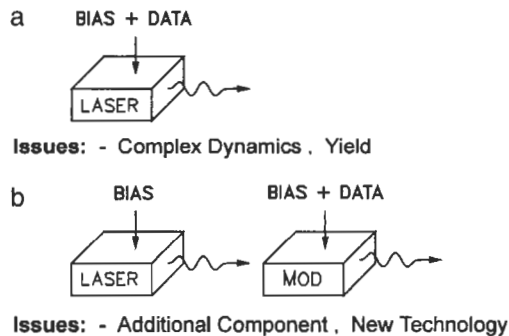 a
BIAS + DATA
LASER
Issues: - Complex Dynamics , Yield
b
BIAS
BIAS + DATA
LASER
MOD
Issues: - Additional Component , New Technology